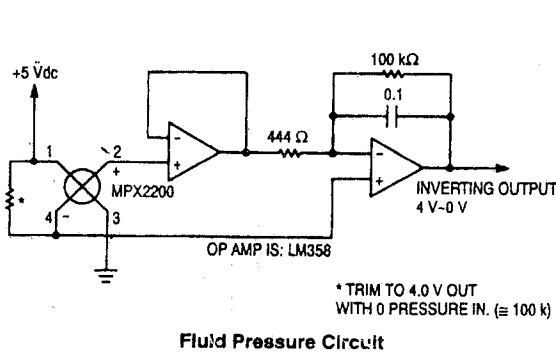 100 kΩ
+5 Vdc
0.1
444 Ω
1
2
-
+
-
+
+
MPX2200
*
4
-
3
INVERTING OUTPUT
4 V~0 V
OP AMP IS: LM358
* TRIM TO 4.0 V OUT
WITH 0 PRESSURE IN. (≅ 100 k)
Fluid Pressure Circuit